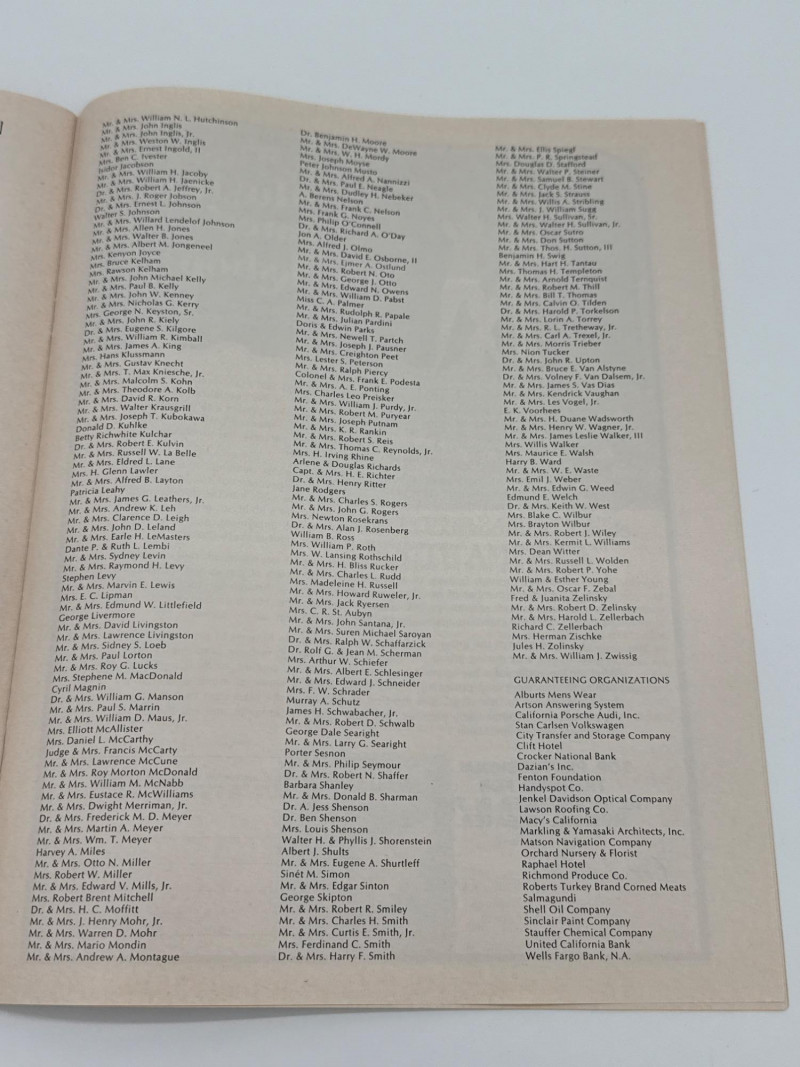 Mr. & Mrs. William N. L. Hutchinson
Mr. & Mrs. John Inglis
Mr. & Mrs. John Inglis, Jr.
Mr. & Mrs. Weston W. Inglis
Mr. & Mrs. Ernest Ingold, II
Mrs. Ben C. Ivester
Isidor Jacobson
Mr. & Mrs. William H. Jacoby
Mr. & Mrs. William H. Jaenicke
Dr. & Mrs. Robert A. Jeffrey, Jr.
Mr. & Mrs. J. Roger Jobson
Dr. & Mrs. Ernest L. Johnson
Walter S. Johnson
Mr. & Mrs. Willard Lendelof Johnson
Mr. & Mrs. Allen H. Jones
Mr. & Mrs. Walter B. Jones
Mr. & Mrs. Albert M. Jongeneel
Mrs. Kenyon Joyce
Mrs. Bruce Kelham
Mrs. Rawson Kelham
Mr. & Mrs. John Michael Kelly
Mr. & Mrs. Paul B. Kelly
Mr. & Mrs. John W. Kenney
Mr. & Mrs. Nicholas G. Kerry
Mrs. George N. Keyston, Sr.
Mr. & Mrs. John R. Kiely
Dr. & Mrs. Eugene S. Kilgore
Mr. & Mrs. William R. Kimball
Mr. & Mrs. James A. King
Mrs. Hans Klussmann
Mr. & Mrs. Gustav Knecht
Mr. & Mrs. T. Max Kniesche, Jr.
Mr. & Mrs. Malcolm S. Kohn
Mr. & Mrs. Theodore A. Kolb
Mr. & Mrs. David R. Korn
Mr. & Mrs. Walter Krausgrill
Mr. & Mrs. Joseph T. Kubokawa
Donald D. Kuhlke
Betty Richwhite Kulchar
Dr. & Mrs. Robert E. Kulvin
Mr. & Mrs. Russell W. La Belle
Mr. & Mrs. Eldred L. Lane
Mrs. H. Glenn Lawler
Mr. & Mrs. Alfred B. Layton
Patricia Leahy
Mr. & Mrs. James G. Leathers, Jr.
Mr. & Mrs. Andrew K. Leh
Mr. & Mrs. Clarence D. Leigh
Mr. & Mrs. John D. Leland
Mr. & Mrs. Earle H. LeMasters
Dante P. & Ruth L. Lembi
Mr. & Mrs. Sydney Levin
Mr. & Mrs. Raymond H. Levy
Stephen Levy
Mr. & Mrs. Marvin E. Lewis
Mrs. E. C. Lipman
Mr. & Mrs. Edmund W. Littlefield
George Livermore
Mr. & Mrs. David Livingston
Mr. & Mrs. Lawrence Livingston
Mr. & Mrs. Sidney S. Loeb
Mr. & Mrs. Paul Lorton
Mr. & Mrs. Roy G. Lucks
Mrs. Stephene M. MacDonald
Cyril Magnin
Dr. & Mrs. William G. Manson
Mr. & Mrs. Paul S. Marrin
Mr. & Mrs. William D. Maus, Jr.
Mrs. Elliott McAllister
Mrs. Daniel L. McCarthy
Judge & Mrs. Francis McCarty
Mr. & Mrs. Lawrence McCune
Mr. & Mrs. Roy Morton McDonald
Mr. & Mrs. William M. McNabb
Mr. & Mrs. Eustace R. McWilliams
Mr. & Mrs. Dwight Merriman, Jr.
Dr. & Mrs. Frederick M. D. Meyer
Mr. & Mrs. Martin A. Meyer
Mr. & Mrs. Wm. T. Meyer
Harvey A. Miles
Mr. & Mrs. Otto N. Miller
Mrs. Robert W. Miller
Mr. & Mrs. Edward V. Mills, Jr.
Mrs. Robert Brent Mitchell
Dr. & Mrs. H. C. Moffitt
Mr. & Mrs. J. Henry Mohr, Jr.
Mr. & Mrs. Warren D. Mohr
Mr. & Mrs. Mario Mondin
Mr. & Mrs. Andrew A. Montague
Dr. Benjamin H. Moore
Mr. & Mrs. DeWayne W. Moore
Mr. & Mrs. W. H. Mordy
Mrs. Joseph Moyse
Peter Johnson Musto
Mr. & Mrs. Alfred A. Nannizzi
Dr. & Mrs. Paul E. Neagle
Mr. & Mrs. Dudley H. Nebeker
A. Berens Nelson
Mr. & Mrs. Frank C. Nelson
Mrs. Frank G. Noyes
Mrs. Philip O'Connell
Dr. & Mrs. Richard A. O'Day
Jon A. Older
Mrs. Alfred J. Olmo
Mr. & Mrs. David E. Osborne, II
Mr. & Mrs. Ejmer A. Ostlund
Mr. & Mrs. Robert N. Oto
Mr. & Mrs. George J. Otto
Mr. & Mrs. Edward N. Owens
Mr. & Mrs. William D. Pabst
Miss C. A. Palmer
Mr. & Mrs. Rudolph R. Papale
Mr. & Mrs. Julian Pardini
Doris & Edwin Parks
Mr. & Mrs. Newell T. Partch
Mr. & Mrs. Joseph J. Pausner
Mr. & Mrs. Creighton Peet
Mrs. Lester S. Peterson
Mr. & Mrs. Ralph Piercy
Colonel & Mrs. Frank E. Podesta
Mr. & Mrs. A. E. Ponting
Mrs. Charles Leo Preisker
Mr. & Mrs. William J. Purdy, Jr.
Mr. & Mrs. Robert M. Puryear
Mr. & Mrs. Joseph Putnam
Mr. & Mrs. K. R. Rankin
Mr. & Mrs. Robert S. Reis
Mr. & Mrs. Thomas C. Reynolds, Jr.
Mrs. H. Irving Rhine
Arlene & Douglas Richards
Capt. & Mrs. H. E. Richter
Dr. & Mrs. Henry Ritter
Jane Rodgers
Mr. & Mrs. Charles S. Rogers
Mr. & Mrs. John G. Rogers
Mrs. Newton Rosekrans
Dr. & Mrs. Alan J. Rosenberg
William B. Ross
Mrs. William P. Roth
Mrs. W. Lansing Rothschild
Mr. & Mrs. H. Bliss Rucker
Mr. & Mrs. Charles L. Rudd
Mrs. Madeleine H. Russell
Mr. & Mrs. Howard Ruweler, Jr.
Mr. & Mrs. Jack Ryersen
Mrs. C. R. St. Aubyn
Mr. & Mrs. John Santana, Jr.
Mr. & Mrs. Suren Michael Saroyan
Dr. & Mrs. Ralph W. Schaffarzick
Dr. Rolf G. & Jean M. Scherman
Mrs. Arthur W. Schiefer
Mr. & Mrs. Albert E. Schlesinger
Mr. & Mrs. Edward J. Schneider
Mrs. F. W. Schrader
Murray A. Schutz
James H. Schwabacher, Jr.
Mr. & Mrs. Robert D. Schwalb
George Dale Searight
Mr. & Mrs. Larry G. Searight
Porter Sesnon
Mr. & Mrs. Philip Seymour
Dr. & Mrs. Robert N. Shaffer
Barbara Shanley
Mr. & Mrs. Donald B. Sharman
Dr. A. Jess Shenson
Dr. Ben Shenson
Mrs. Louis Shenson
Walter H. & Phyllis J. Shorenstein
Albert J. Shults
Mr. & Mrs. Eugene A. Shurtleff
Sinét M. Simon
Mr. & Mrs. Edgar Sinton
George Skipton
Mr. & Mrs. Robert R. Smiley
Mr. & Mrs. Charles H. Smith
Mr. & Mrs. Curtis E. Smith, Jr.
Mrs. Ferdinand C. Smith
Dr. & Mrs. Harry F. Smith
Mr. & Mrs. Ellis Spiegl
Mr. & Mrs. P. R. Springstead
Mrs. Douglas D. Stafford
Mr. & Mrs. Walter P. Steiner
Mr. & Mrs. Samuel B. Stewart
Mr. & Mrs. Clyde M. Stine
Mr. & Mrs. Jack S. Strauss
Mr. & Mrs. Willis A. Stribling
Mr. & Mrs. J. William Sugg
Mrs. Walter H. Sullivan, Sr.
Mr. & Mrs. Walter H. Sullivan, Jr.
Mr. & Mrs. Oscar Sutro
Mr. & Mrs. Don Sutton
Mr. & Mrs. Thos. H. Sutton, III
Benjamin H. Swig
Mr. & Mrs. Hart H. Tantau
Mrs. Thomas H. Templeton
Mr. & Mrs. Arnold Ternquist
Mr. & Mrs. Robert M. Thill
Mr. & Mrs. Bill T. Thomas
Mr. & Mrs. Calvin O. Tilden
Dr. & Mrs. Harold P. Torkelson
Mr. & Mrs. Lorin A. Torrey
Mr. & Mrs. R. L. Tretheway, Jr.
Mr. & Mrs. Carl A. Trexel, Jr.
Mr. & Mrs. Morris Trieber
Mrs. Nion Tucker
Dr. & Mrs. John R. Upton
Mr. & Mrs. Bruce E. Van Alstyne
Dr. & Mrs. Volney F. Van Dalsem, Jr.
Mr. & Mrs. James S. Vas Dias
Mr. & Mrs. Kendrick Vaughan
Mr. & Mrs. Les Vogel, Jr.
E. K. Voorhees
Mr. & Mrs. H. Duane Wadsworth
Mr. & Mrs. Henry W. Wagner, Jr.
Mr. & Mrs. James Leslie Walker, III
Mrs. Willis Walker
Mrs. Maurice E. Walsh
Harry B. Ward
Mr. & Mrs. W. E. Waste
Mrs. Emil J. Weber
Mr. & Mrs. Edwin G. Weed
Edmund E. Welch
Dr. & Mrs. Keith W. West
Mrs. Blake C. Wilbur
Mrs. Brayton Wilbur
Mr. & Mrs. Robert J. Wiley
Mr. & Mrs. Kermit L. Williams
Mrs. Dean Witter
Mr. & Mrs. Russell L. Wolden
Mr. & Mrs. Robert P. Yohe
William & Esther Young
Mr. & Mrs. Oscar F. Zebal
Fred & Juanita Zelinsky
Mr. & Mrs. Robert D. Zelinsky
Mr. & Mrs. Harold L. Zellerbach
Richard C. Zellerbach
Mrs. Herman Zischke
Jules H. Zolinsky
Mr. & Mrs. William J. Zwissig
GUARANTEEING ORGANIZATIONS
Alburts Mens Wear
Artson Answering System
California Porsche Audi, Inc.
Stan Carlsen Volkswagen
City Transfer and Storage Company
Clift Hotel
Crocker National Bank
Dazian's Inc.
Fenton Foundation
Handyspot Co.
Jenkel Davidson Optical Company
Lawson Roofing Co.
Macy's California
Markling & Yamasaki Architects, Inc.
Matson Navigation Company
Orchard Nursery & Florist
Raphael Hotel
Richmond Produce Co.
Roberts Turkey Brand Corned Meats
Salmagundi
Shell Oil Company
Sinclair Paint Company
Stauffer Chemical Company
United California Bank
Wells Fargo Bank, N.A.